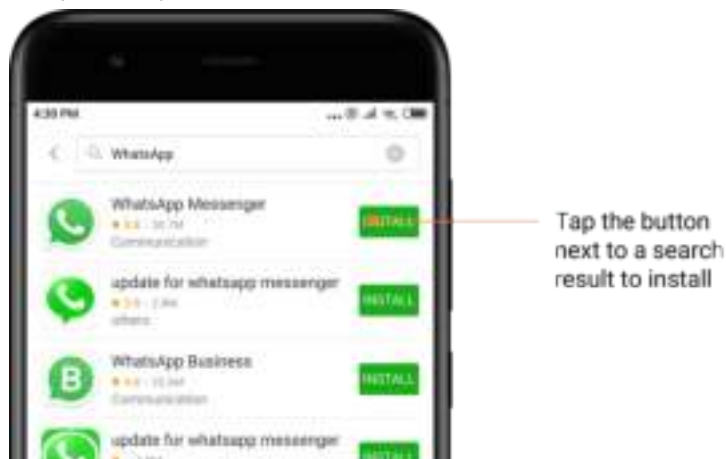 4:30 PM
WhatsApp
WhatsApp Messenger
INSTALL
Communication
update for whatsapp messenger
INSTALL
others
WhatsApp Business
INSTALL
Communication
update for whatsapp messenger
INSTALL
Tap the button
next to a search
result to install